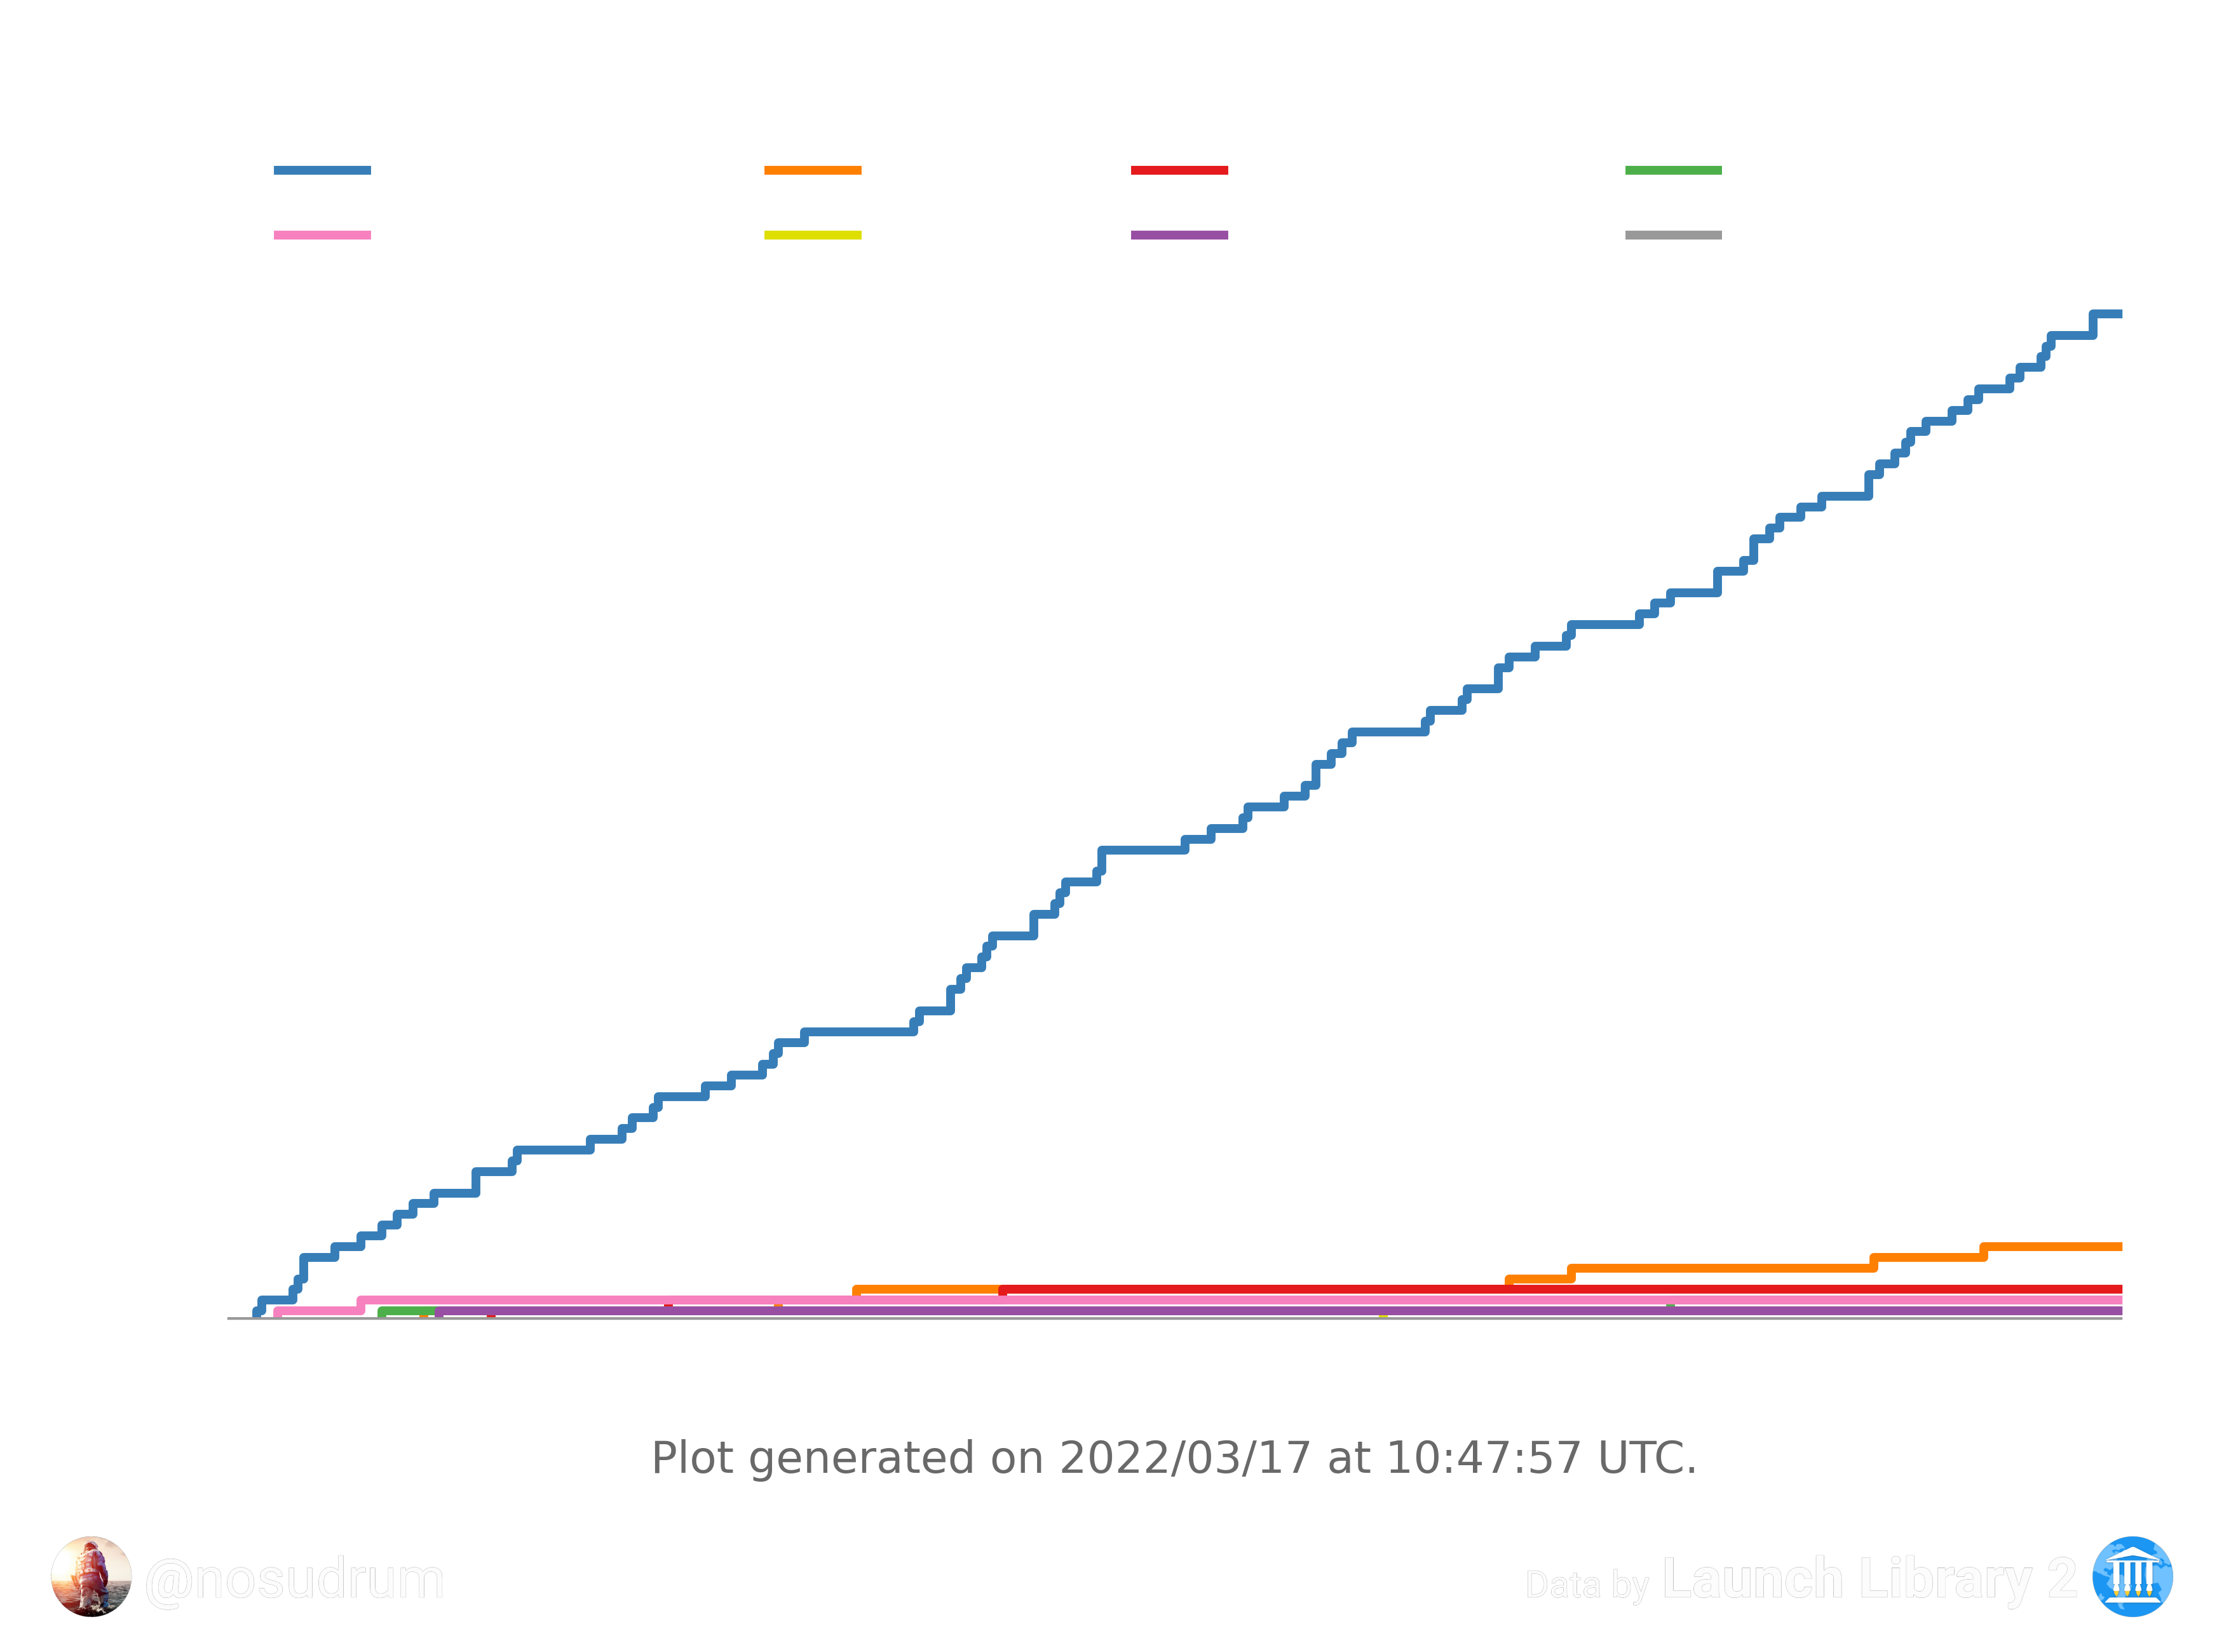 Plot generated on 2022/03/17 at 10:47:57 UTC.
@nosudrum
Data by Launch Library 2